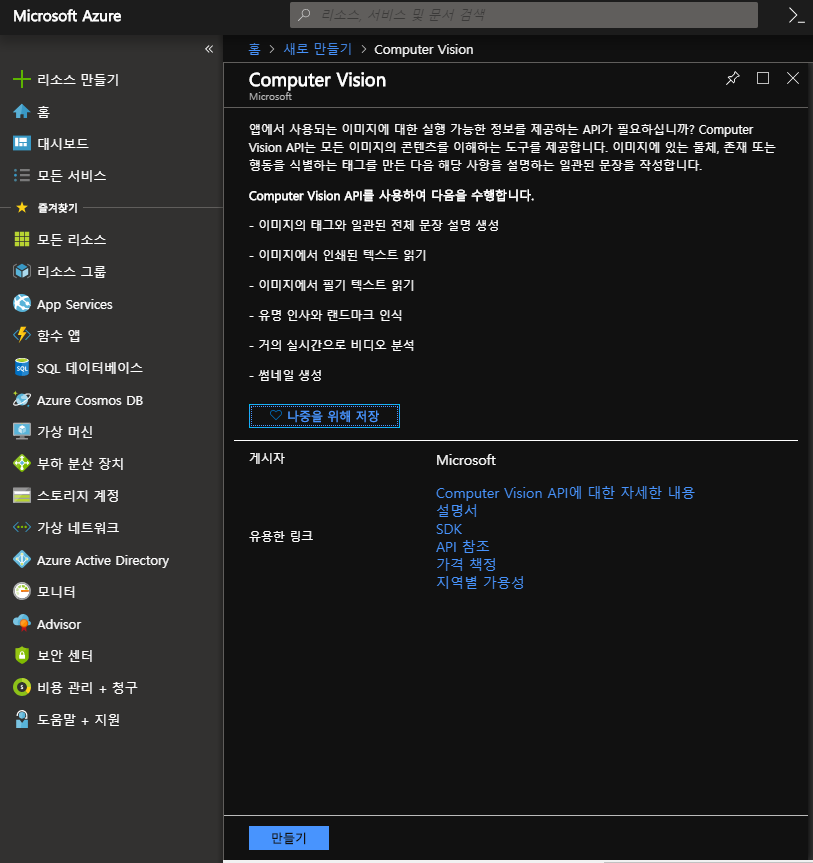 Microsoft Azure
리소스, 서비스 및 문서 검색
홈 > 새로 만들기 > Computer Vision
리소스 만들기
홈
대시보드
모든 서비스
즐겨찾기
모든 리소스
리소스 그룹
App Services
함수 앱
SQL 데이터베이스
Azure Cosmos DB
가상 머신
부하 분산 장치
스토리지 계정
가상 네트워크
Azure Active Directory
모니터
Advisor
보안 센터
비용 관리 + 청구
도움말 + 지원
Computer Vision
Microsoft
앱에서 사용되는 이미지에 대한 실행 가능한 정보를 제공하는 API가 필요하십니까? Computer
Vision API는 모든 이미지의 콘텐츠를 이해하는 도구를 제공합니다. 이미지에 있는 물체, 존재 또는
행동을 식별하는 태그를 만든 다음 해당 사항을 설명하는 일관된 문장을 작성합니다.
Computer Vision API를 사용하여 다음을 수행합니다.
- 이미지의 태그와 일관된 전체 문장 설명 생성
- 이미지에서 인쇄된 텍스트 읽기
- 이미지에서 필기 텍스트 읽기
- 유명 인사와 랜드마크 인식
- 거의 실시간으로 비디오 분석
- 썸네일 생성
나중을 위해 저장
게시자
Microsoft
유용한 링크
Computer Vision API에 대한 자세한 내용
설명서
SDK
API 참조
가격 책정
지역별 가용성
만들기